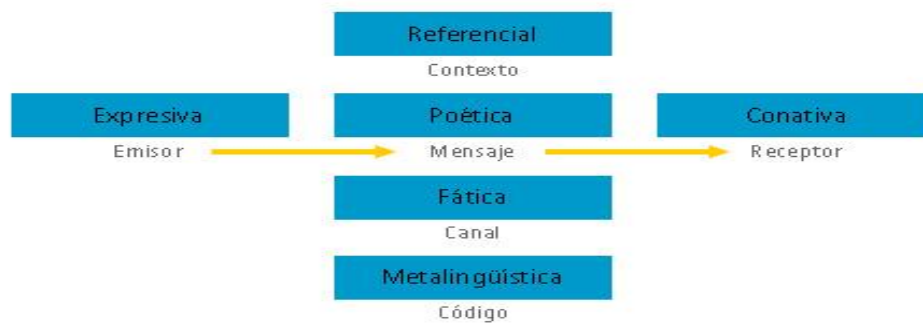 Referencial
Contexto
Expresiva Poética Conativa
Emisor Mensaje Receptor
Fática
Canal
Metalingüística
Código